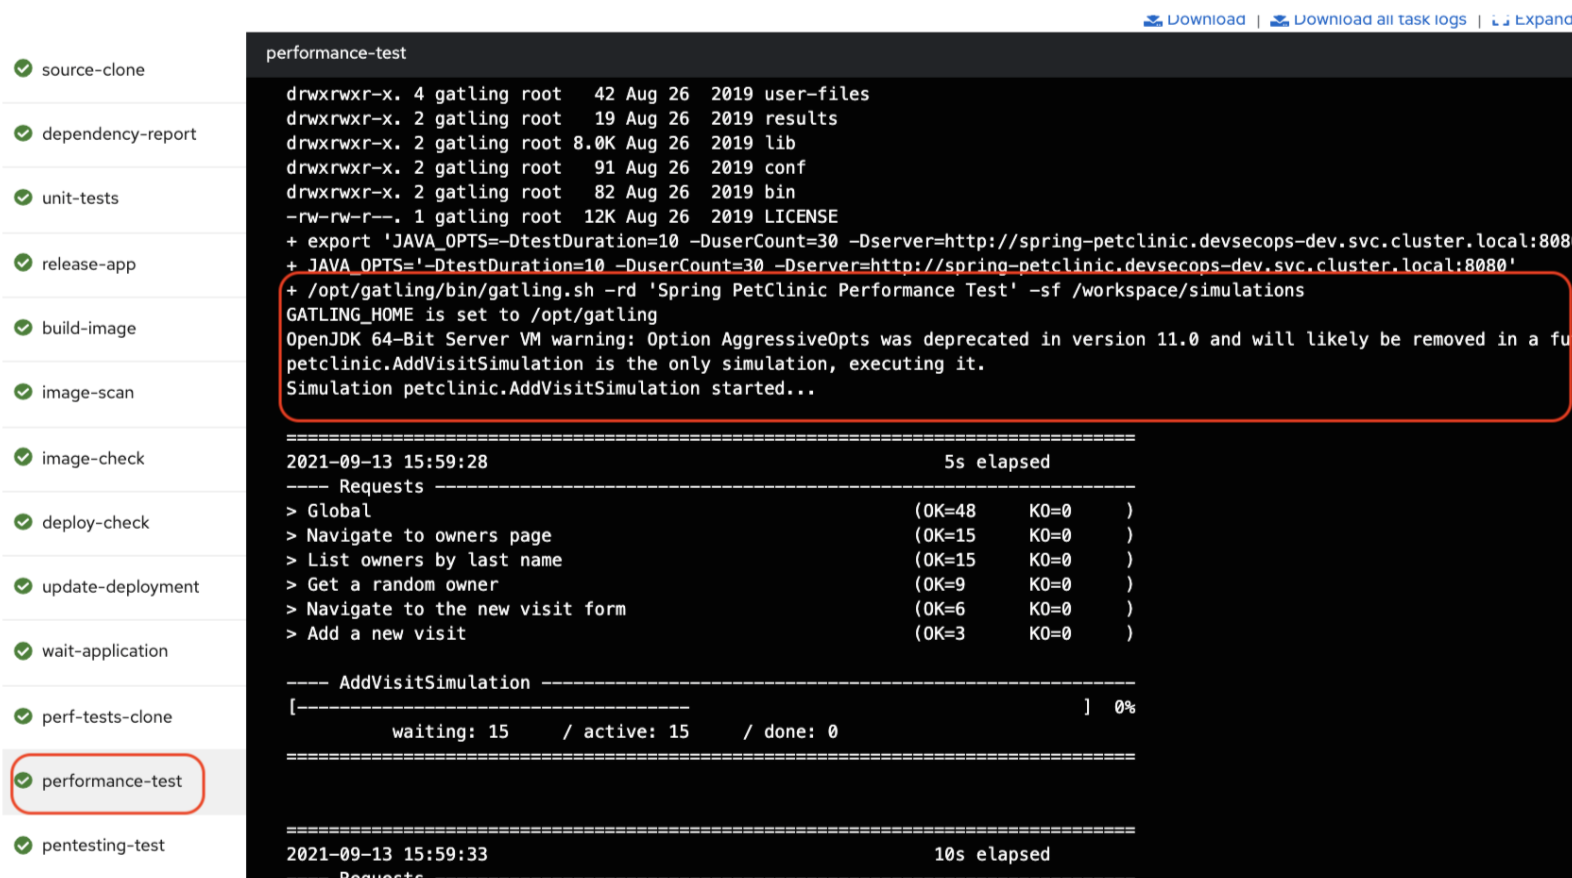 Download | Download all task logs | Expand
source-clone
dependency-report
unit-tests
release-app
build-image
image-scan
image-check
deploy-check
update-deployment
wait-application
perf-tests-clone
performance-test
pentesting-test
performance-test
drwxrwxr-x. 4 gatling root   42 Aug 26  2019 user-files
drwxrwxr-x. 2 gatling root   19 Aug 26  2019 results
drwxrwxr-x. 2 gatling root 8.0K Aug 26  2019 lib
drwxrwxr-x. 2 gatling root   91 Aug 26  2019 conf
drwxrwxr-x. 2 gatling root   82 Aug 26  2019 bin
-rw-rw-r--. 1 gatling root  12K Aug 26  2019 LICENSE
+ export 'JAVA_OPTS=-DtestDuration=10 -DuserCount=30 -Dserver=http://spring-petclinic.devsecops-dev.svc.cluster.local:808
+ JAVA_OPTS='-DtestDuration=10 -DuserCount=30 -Dserver=http://spring-petclinic.devsecops-dev.svc.cluster.local:8080'
+ /opt/gatling/bin/gatling.sh -rd 'Spring PetClinic Performance Test' -sf /workspace/simulations
GATLING_HOME is set to /opt/gatling
OpenJDK 64-Bit Server VM warning: Option AggressiveOpts was deprecated in version 11.0 and will likely be removed in a fu
petclinic.AddVisitSimulation is the only simulation, executing it.
Simulation petclinic.AddVisitSimulation started...
================================================================================
2021-09-13 15:59:28                                           5s elapsed
---- Requests ------------------------------------------------------------------
> Global                                                   (OK=48     KO=0     )
> Navigate to owners page                                  (OK=15     KO=0     )
> List owners by last name                                 (OK=15     KO=0     )
> Get a random owner                                       (OK=9      KO=0     )
> Navigate to the new visit form                           (OK=6      KO=0     )
> Add a new visit                                          (OK=3      KO=0     )
---- AddVisitSimulation --------------------------------------------------------
[-------------------------------------                                     ]  0%
          waiting: 15     / active: 15     / done: 0
================================================================================
================================================================================
2021-09-13 15:59:33                                          10s elapsed
---- Requests ------------------------------------------------------------------